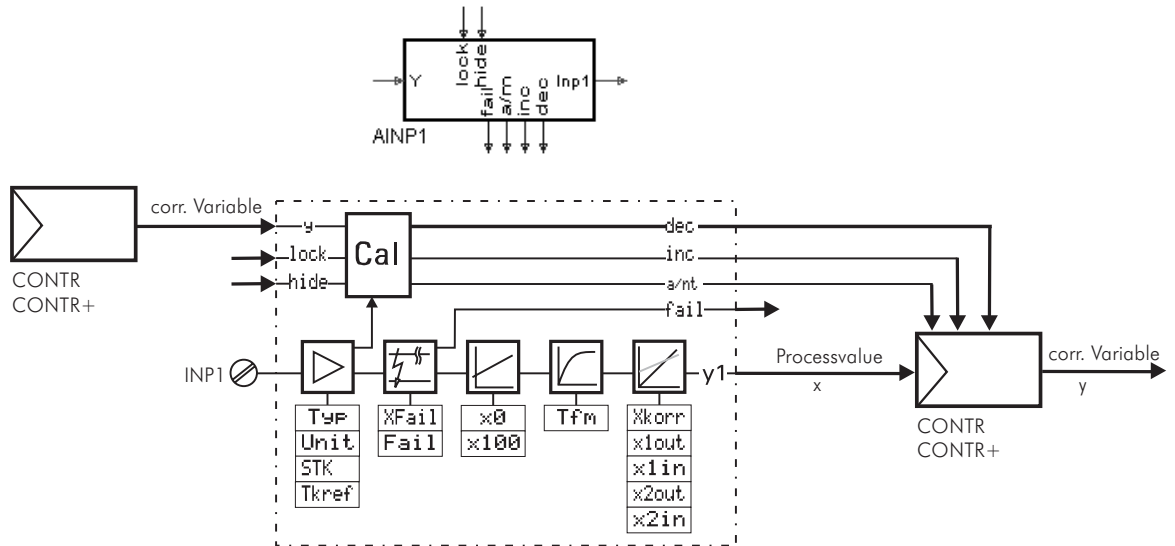 lock
hide
Y
Inp1
fail
a/m
inc
dec
AINP1
corr. Variable
CONTR
CONTR+
y
lock
hide
Cal
dec
inc
a/nt
fail
INP1
y1
Processvalue
x
corr. Variable
y
CONTR
CONTR+
Typ
Unit
STK
Tkref
XFail
Fail
x0
x100
Tfm
Xkorr
x1out
x1in
x2out
x2in